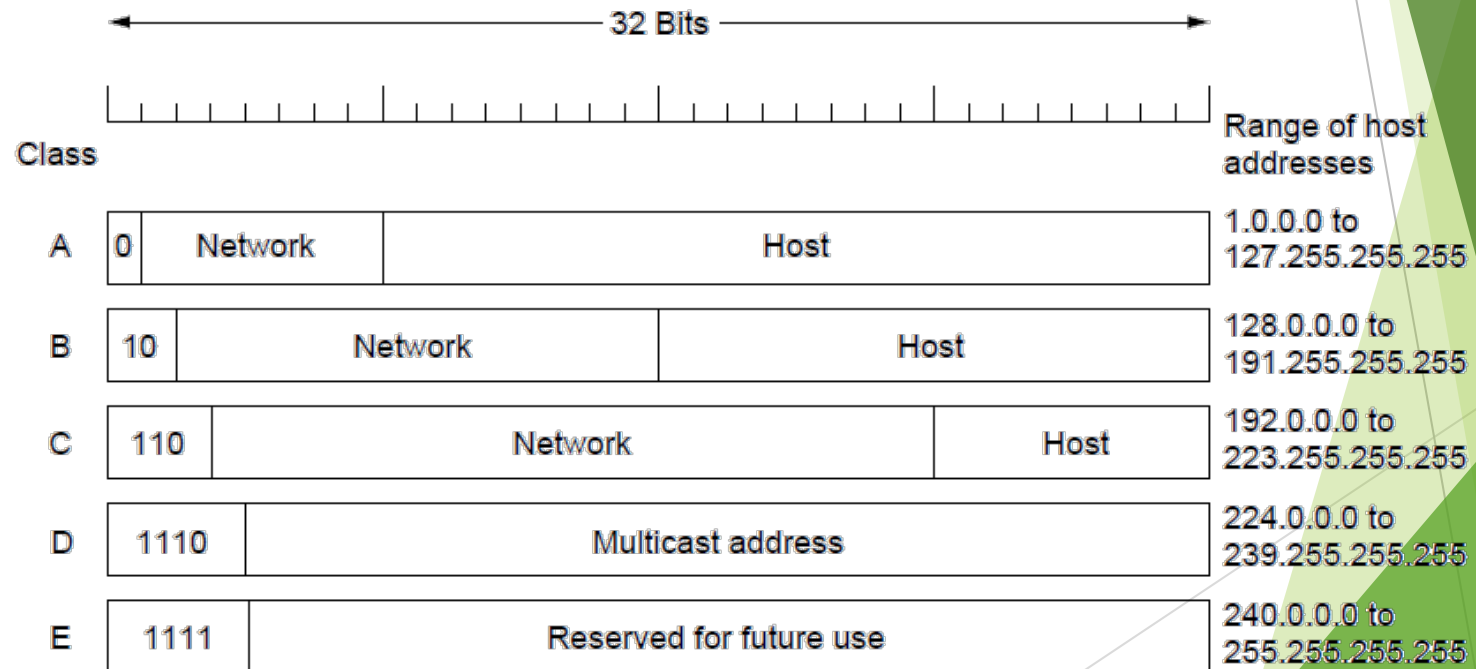 32 Bits
Range of host
addresses
Class
A
0
Network
Host
1.0.0.0 to
127.255.255.255
B
10
Network
Host
128.0.0.0 to
191.255.255.255
C
110
Network
Host
192.0.0.0 to
223.255.255.255
D
1110
Multicast address
224.0.0.0 to
239.255.255.255
E
1111
Reserved for future use
240.0.0.0 to
255.255.255.255